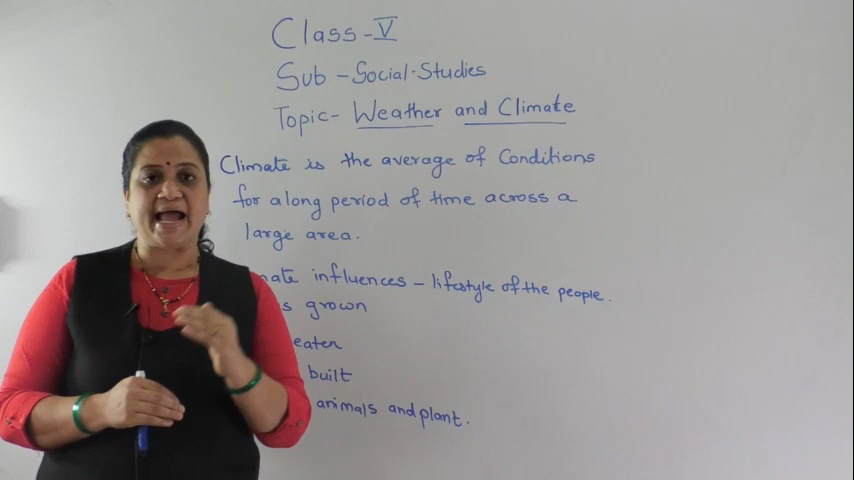 Class - V
Sub - Social Studies
Topic - Weather and Climate
Climate is the average of Conditions
for a long period of time across a
large area.
influences - lifestyle of the people.
grown
eaten
built
animals and plant.